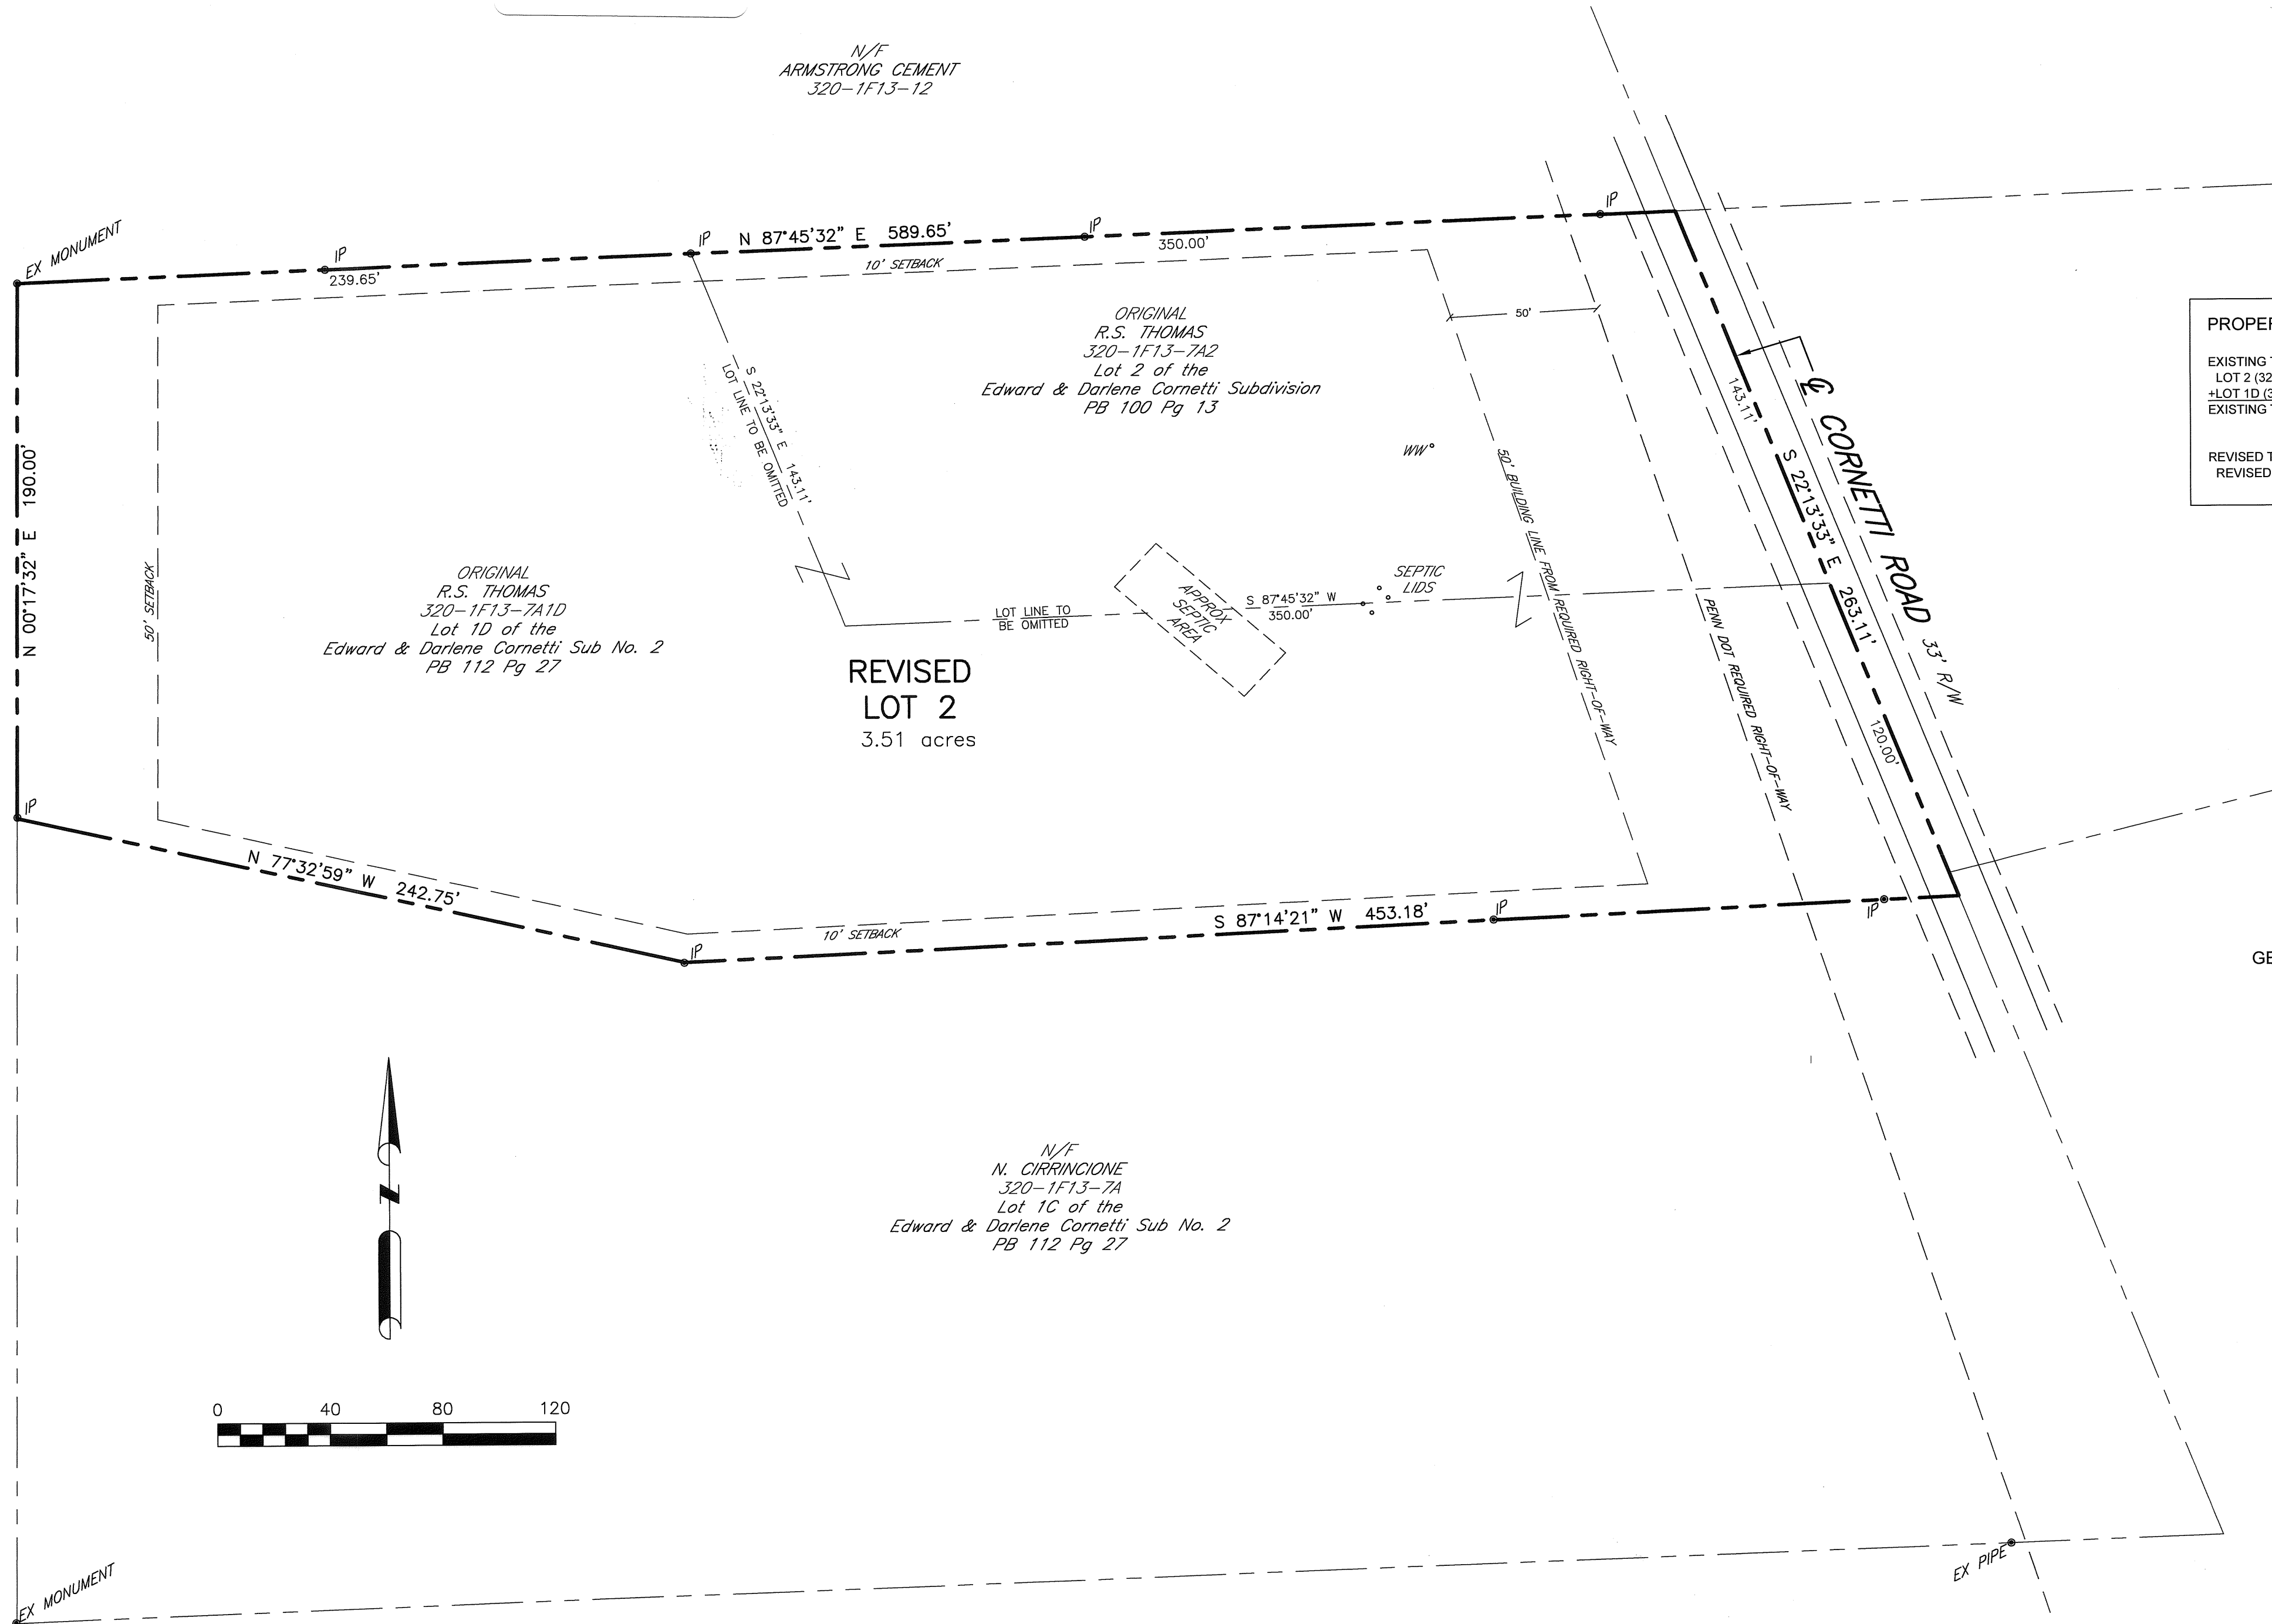 N/F
ARMSTRONG CEMENT
320-1F13-12
EX MONUMENT
IP
239.65'
IP
N 87°45'32" E 589.65'
IP
350.00'
IP
10' SETBACK
ORIGINAL
R.S. THOMAS
320-1F13-7A2
Lot 2 of the
Edward & Darlene Cornetti Subdivision
PB 100 Pg 13
50'
PROPER
EXISTING T
LOT 2 (32
+LOT 1D (3
EXISTING T
REVISED T
REVISED
S 22°13'33" E 143.11'
LOT LINE TO BE OMITTED
WW
50' BUILDING LINE FROM REQUIRED RIGHT-OF-WAY
143.11'
S 22°13'33" E 263.11'
120.00'
℄ CORNETTI ROAD 33' R/W
PENN DOT REQUIRED RIGHT-OF-WAY
N 00°17'32" E 190.00'
50' SETBACK
ORIGINAL
R.S. THOMAS
320-1F13-7A1D
Lot 1D of the
Edward & Darlene Cornetti Sub No. 2
PB 112 Pg 27
LOT LINE TO
BE OMITTED
APPROX
SEPTIC
AREA
S 87°45'32" W
350.00'
SEPTIC
LIDS
REVISED
LOT 2
3.51 acres
IP
N 77°32'59" W 242.75'
IP
10' SETBACK
S 87°14'21" W 453.18'
IP
IP
GE
N/F
N. CIRRINCIONE
320-1F13-7A
Lot 1C of the
Edward & Darlene Cornetti Sub No. 2
PB 112 Pg 27
N
0 40 80 120
EX MONUMENT
EX PIPE